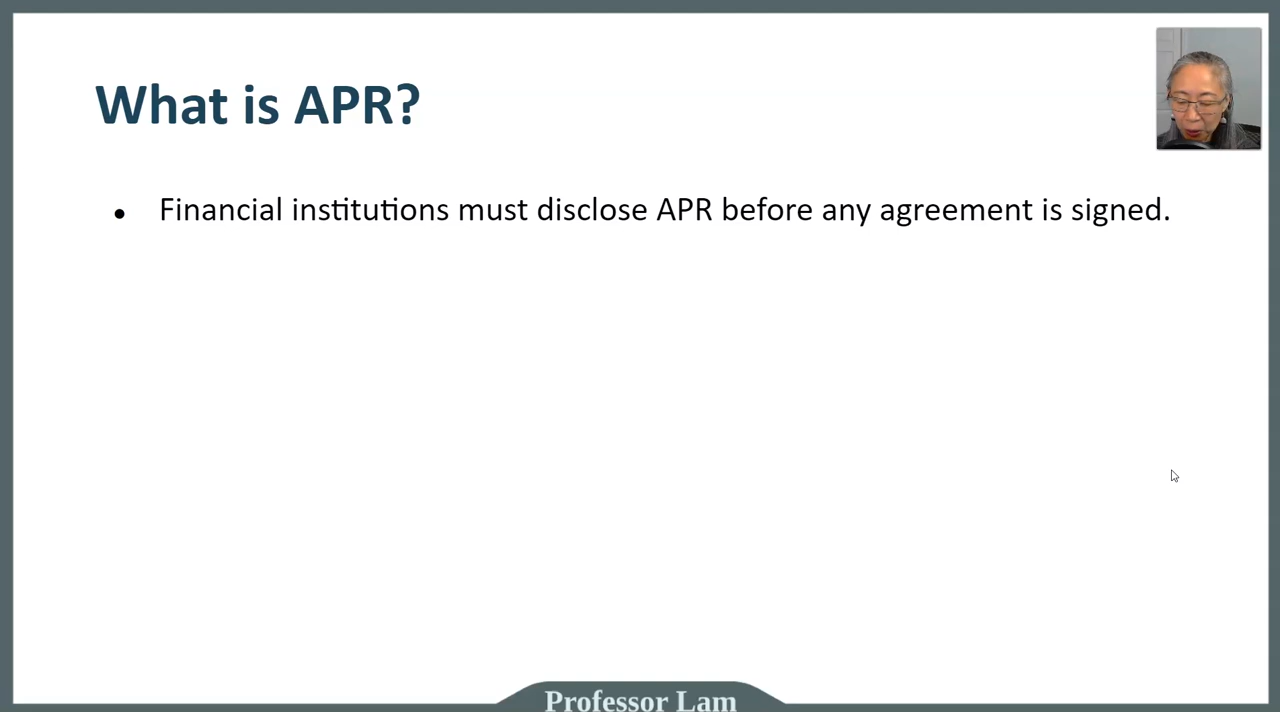 What is APR?
● Financial institutions must disclose APR before any agreement is signed.
Professor Lam